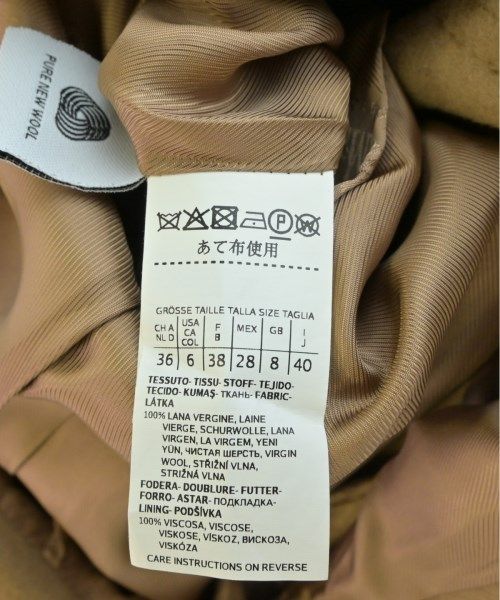 PURE NEW WOOL
P
あて布使用
GRÖSSE TAILLE TALLA SIZE TAGLIA
CH A NL D
USA CA COL
F B
MEX
GB
I J
36 6 38 28 8 40
TESSUTO- TISSU- STOFF- TEJIDO-
TECIDO- KUMAŞ- ТКАНЬ- FABRIC-
LÁTKA
100% LANA VERGINE, LAINE
VIERGE, SCHURWOLLE, LANA
VIRGEN, LA VIRGEM, YENI
YÜN, ЧИСТАЯ ШЕРСТЬ, VIRGIN
WOOL, STŘIŽNÍ VLNA,
STRIŽNÁ VLNA
FODERA- DOUBLURE- FUTTER-
FORRO- ASTAR- ПОДКЛАДКА-
LINING- PODŠÍVKA
100% VISCOSA, VISCOSE,
VISKOSE, VİSKOZ, ВИСКОЗА,
VISKÓZA
CARE INSTRUCTIONS ON REVERSE